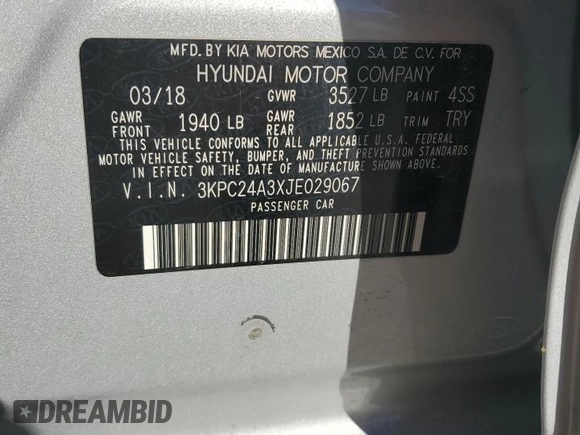 MFD. BY KIA MOTORS MEXICO S.A. DE C.V. FOR
HYUNDAI MOTOR COMPANY
03/18 GVWR 3527 LB PAINT 4SS
GAWR FRONT 1940 LB GAWR REAR 1852 LB TRIM TRY
THIS VEHICLE CONFORMS TO ALL APPLICABLE U.S.A. FEDERAL
MOTOR VEHICLE SAFETY, BUMPER, AND THEFT PREVENTION STANDARDS
IN EFFECT ON THE DATE OF MANUFACTURE SHOWN ABOVE.
V.I.N. 3KPC24A3XJE029067
PASSENGER CAR
DREAMBID